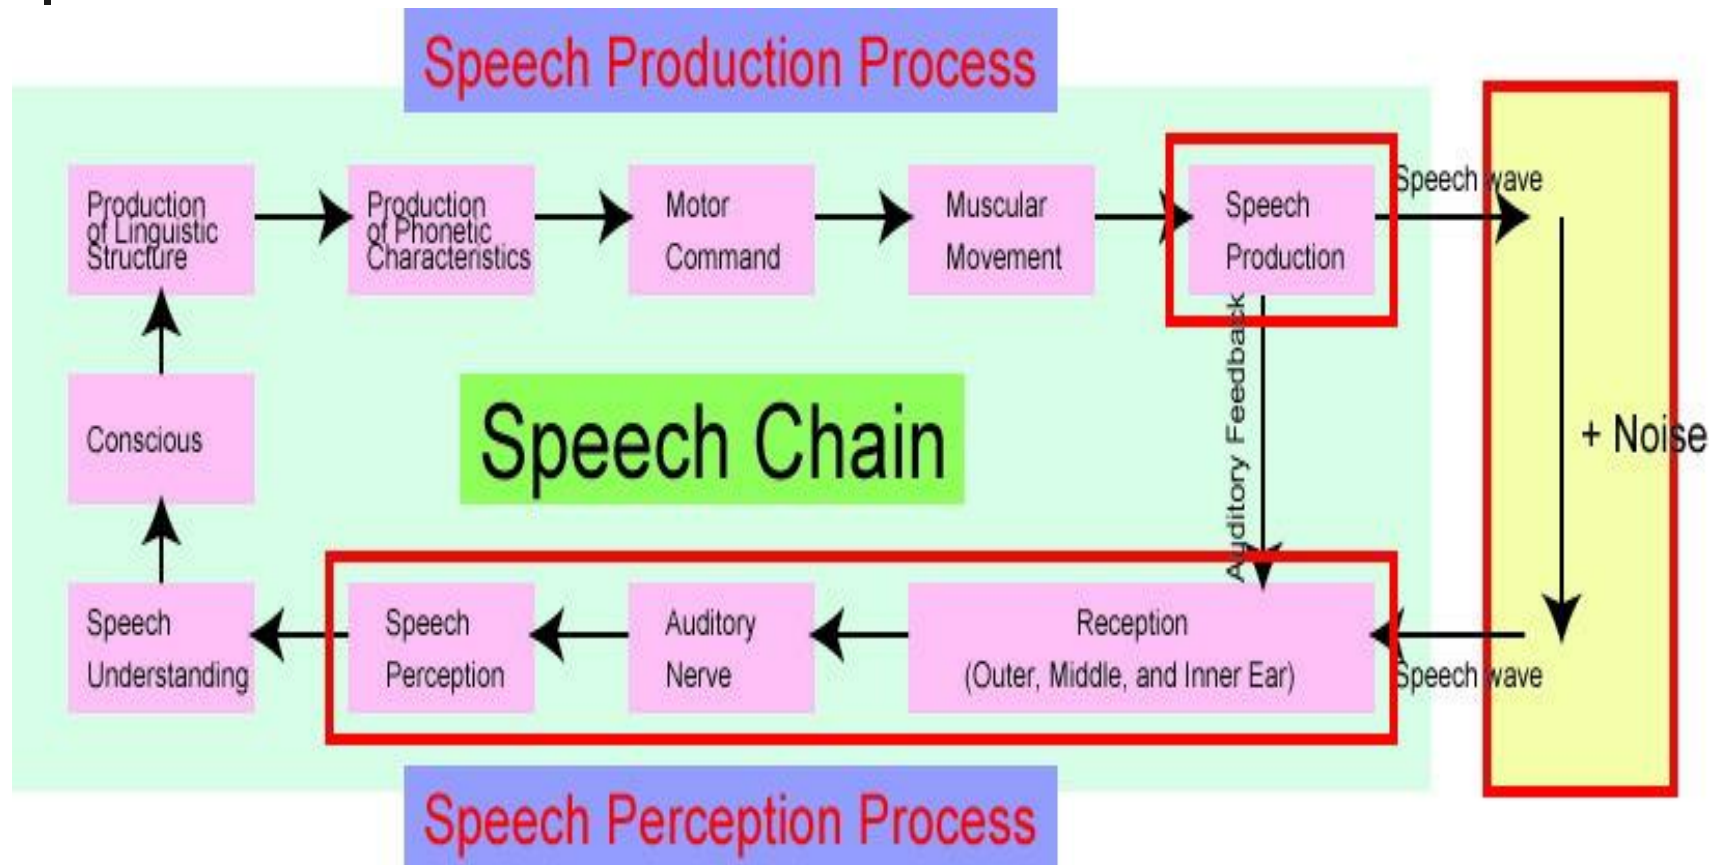 Speech Production Process
Production
of Linguistic
Structure
Production
of Phonetic
Characteristics
Motor
Command
Muscular
Movement
Speech
Production
Speech wave
Auditory Feedback
+ Noise
Conscious
Speech Chain
Speech
Understanding
Speech
Perception
Auditory
Nerve
Reception
(Outer, Middle, and Inner Ear)
Speech wave
Speech Perception Process